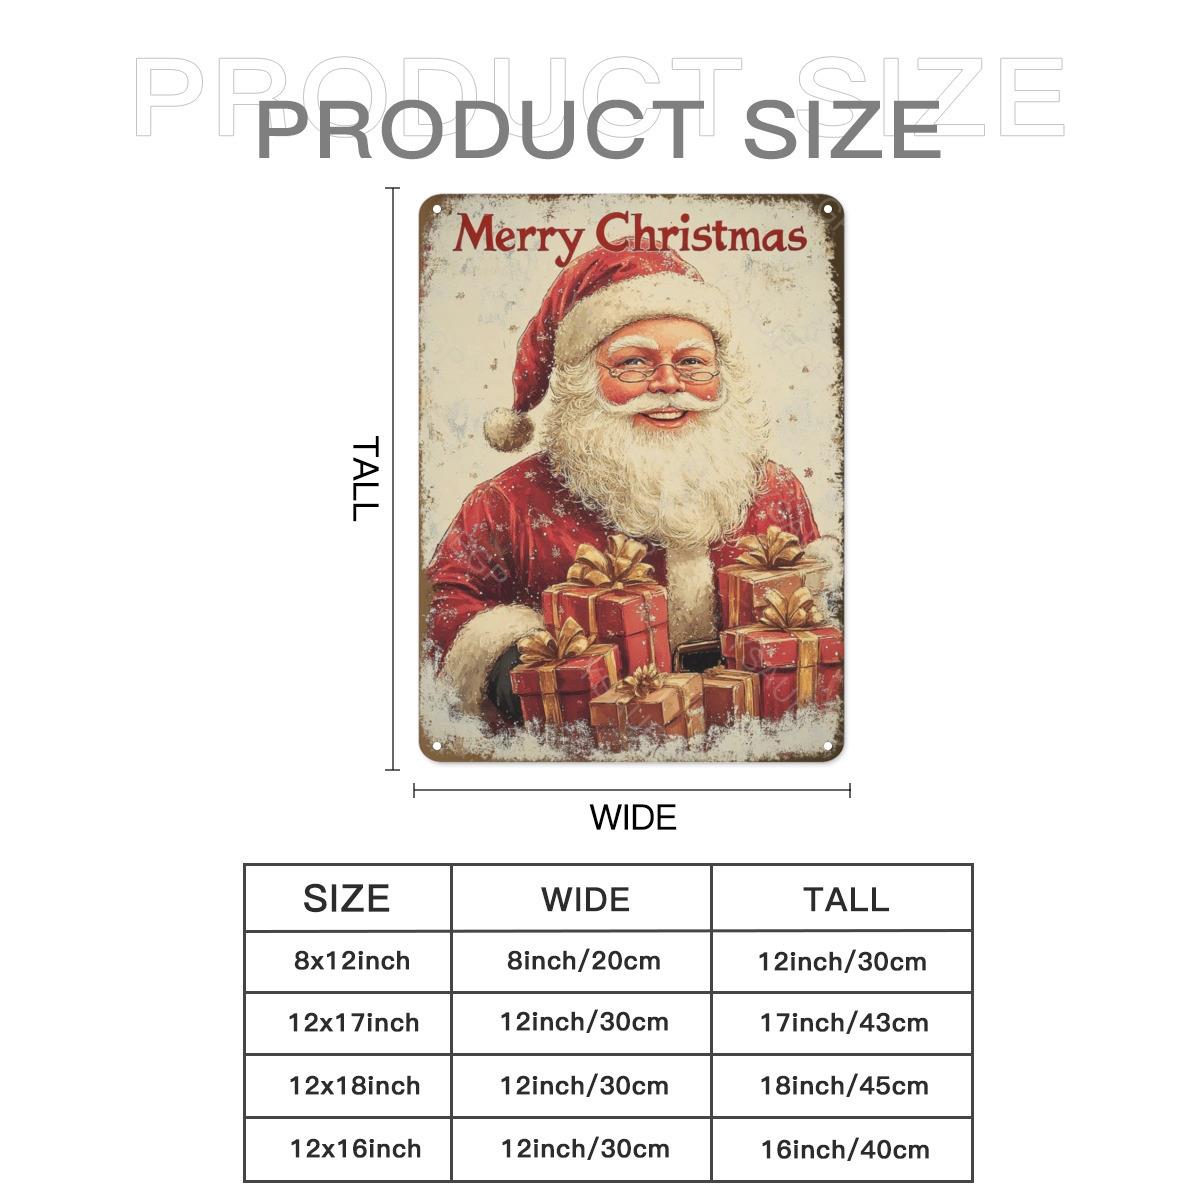 PRODUCT SIZE
PRODUCT SIZE
Merry Christmas
TALL
WIDE
SIZE WIDE TALL
8x12inch 8inch/20cm 12inch/30cm
12x17inch 12inch/30cm 17inch/43cm
12x18inch 12inch/30cm 18inch/45cm
12x16inch 12inch/30cm 16inch/40cm